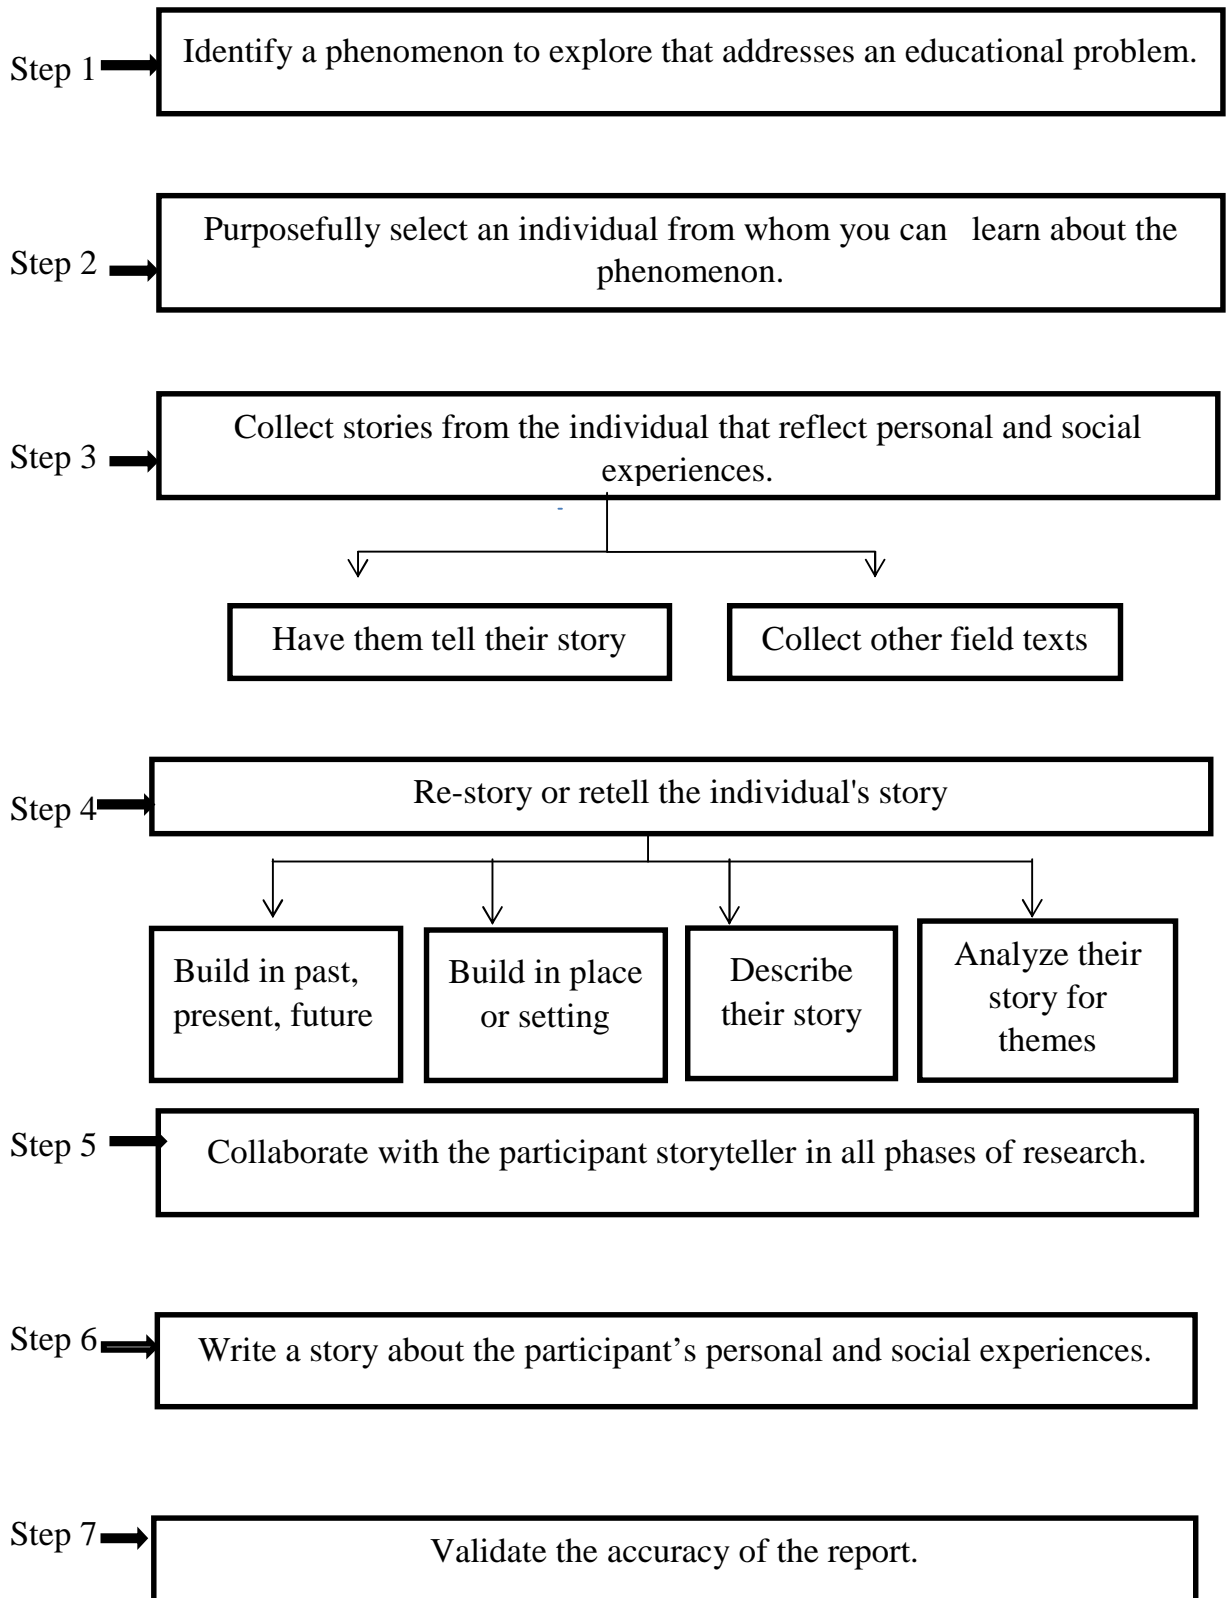 Step 1
Identify a phenomenon to explore that addresses an educational problem.
Step 2
Purposefully select an individual from whom you can learn about the
phenomenon.
Step 3
Collect stories from the individual that reflect personal and social
experiences.
Have them tell their story
Collect other field texts
Step 4
Re-story or retell the individual's story
Build in past,
present, future
Build in place
or setting
Describe
their story
Analyze their
story for
themes
Step 5
Collaborate with the participant storyteller in all phases of research.
Step 6
Write a story about the participant’s personal and social experiences.
Step 7
Validate the accuracy of the report.